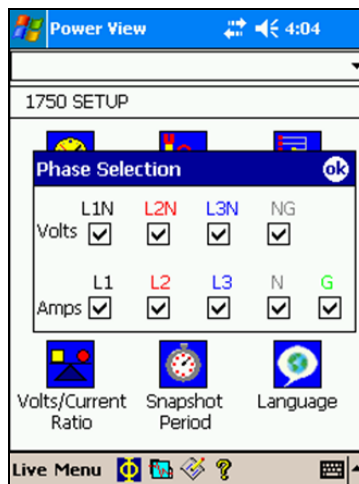 Power View 4:04
1750 SETUP
Phase Selection ok
L1N L2N L3N NG
Volts
L1 L2 L3 N G
Amps
Volts/Current Ratio
Snapshot Period
Language
Live Menu